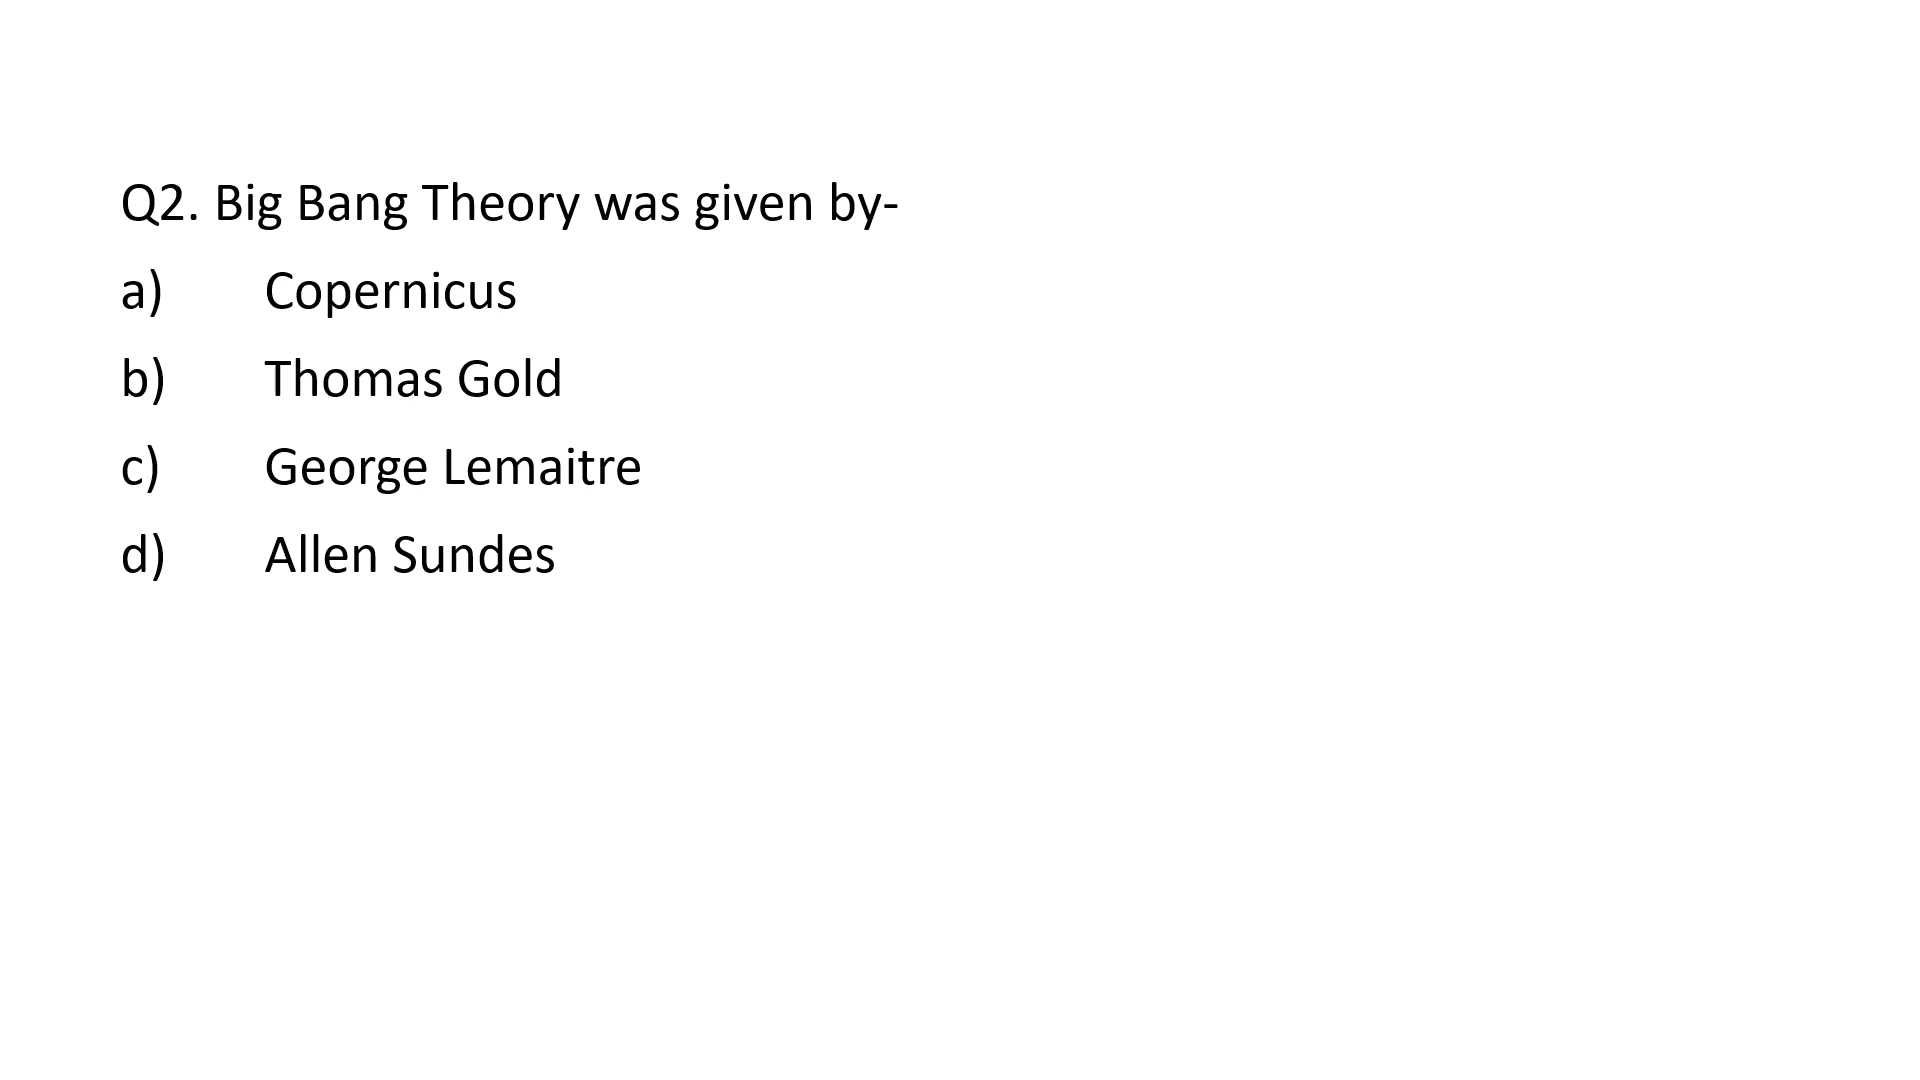 Q2. Big Bang Theory was given by-
a) Copernicus
b) Thomas Gold
c) George Lemaitre
d) Allen Sundes